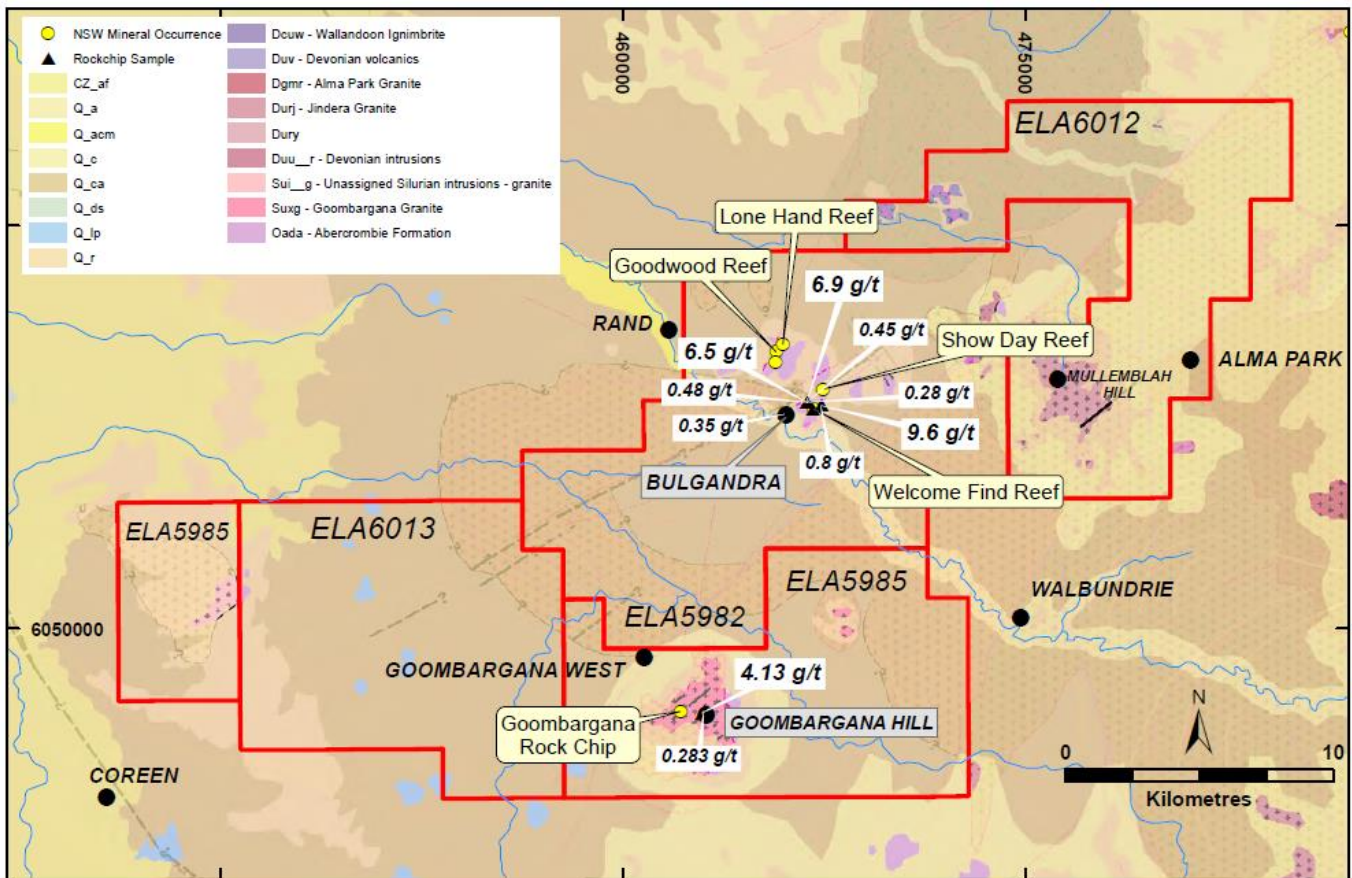 NSW Mineral Occurrence
Rockchip Sample
CZ_af
Q_a
Q_acm
Q_c
Q_ca
Q_ds
Q_lp
Q_r
Dcuw - Wallandoon Ignimbrite
Duv - Devonian volcanics
Dgmr - Alma Park Granite
Durj - Jindera Granite
Dury
Duu__r - Devonian intrusions
Sui__g - Unassigned Silurian intrusions - granite
Suxg - Goombargana Granite
Oada - Abercrombie Formation
460000
475000
ELA6012
Lone Hand Reef
Goodwood Reef
6.9 g/t
RAND
0.45 g/t
Show Day Reef
6.5 g/t
ALMA PARK
MULLEMBLAH
HILL
0.48 g/t
0.28 g/t
0.35 g/t
9.6 g/t
0.8 g/t
BULGANDRA
Welcome Find Reef
ELA5985
ELA6013
ELA5985
ELA5982
WALBUNDRIE
6050000
GOOMBARGANA WEST
4.13 g/t
Goombargana
Rock Chip
GOOMBARGANA HILL
0.283 g/t
N
0
10
Kilometres
COREEN